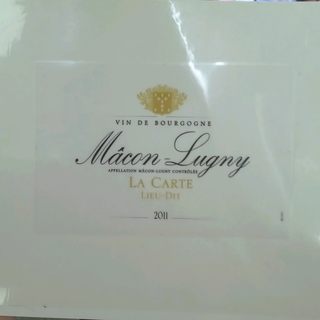 VIN DE BOURGOGNE
Mâcon-Lugny
APPELLATION MÂCON-LUGNY CONTRÔLÉE
LA CARTE
LIEU-DIT
2011